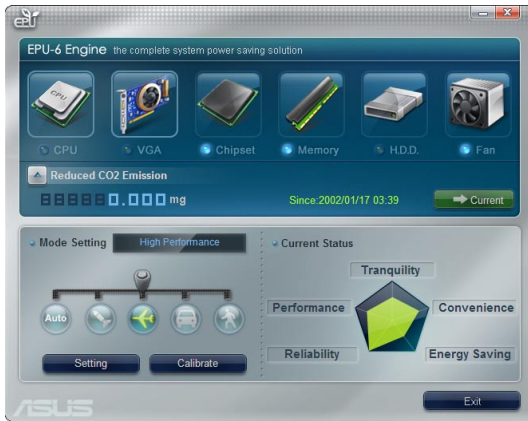 EPU
EPU-6 Engine the complete system power saving solution
CPU
CPU VGA Chipset Memory H.D.D. Fan
Reduced CO2 Emission
0.000 mg Since:2002/01/17 03:39 Current
Mode Setting High Performance Current Status
Tranquility
Performance Convenience
Auto
Reliability Energy Saving
Setting Calibrate
Exit
ASUS